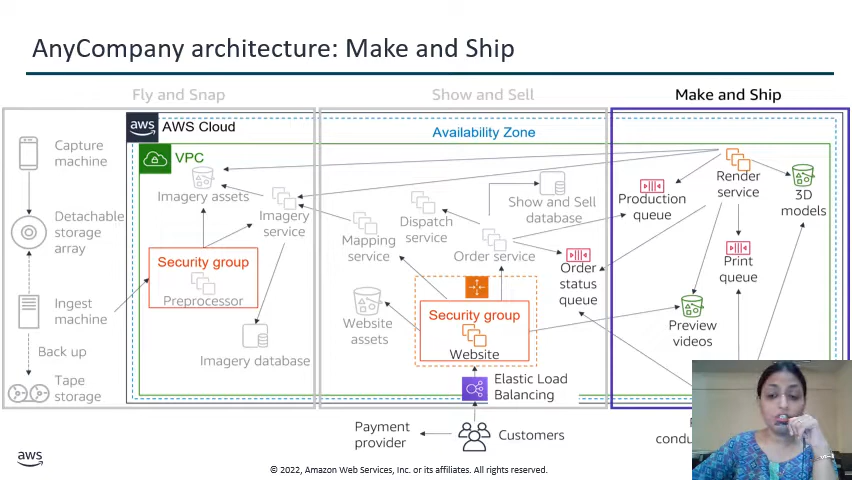 AnyCompany architecture: Make and Ship
Fly and Snap
Show and Sell
Make and Ship
aws
AWS Cloud
Availability Zone
VPC
Capture
machine
Detachable
storage
array
Ingest
machine
Back up
Tape
storage
Imagery assets
Imagery
service
Security group
Preprocessor
Imagery database
Mapping
service
Dispatch
service
Show and Sell
database
Order service
Website
assets
Security group
Website
Elastic Load
Balancing
Order
status
queue
Payment
provider
Customers
Production
queue
Render
service
3D
models
Print
queue
Preview
videos
aws
© 2022, Amazon Web Services, Inc. or its affiliates. All rights reserved.